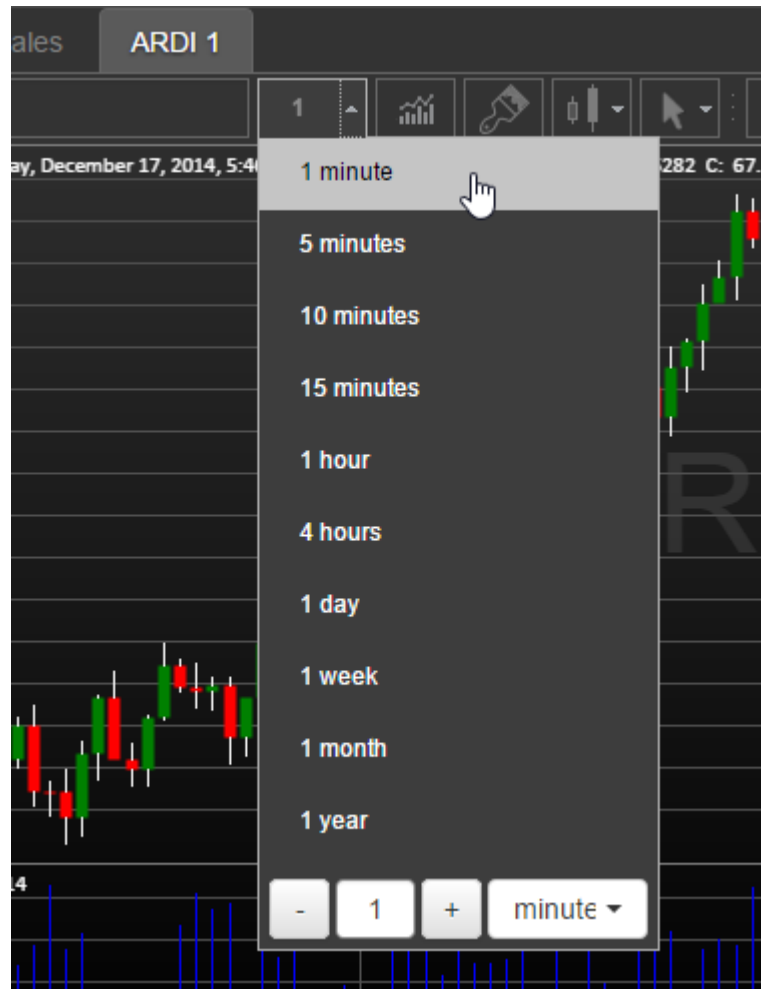 ales ARDI 1
1
ay, December 17, 2014, 5:4
282 C: 67.
1 minute
5 minutes
10 minutes
15 minutes
1 hour
4 hours
R
1 day
1 week
1 month
1 year
14
- 1 + minute